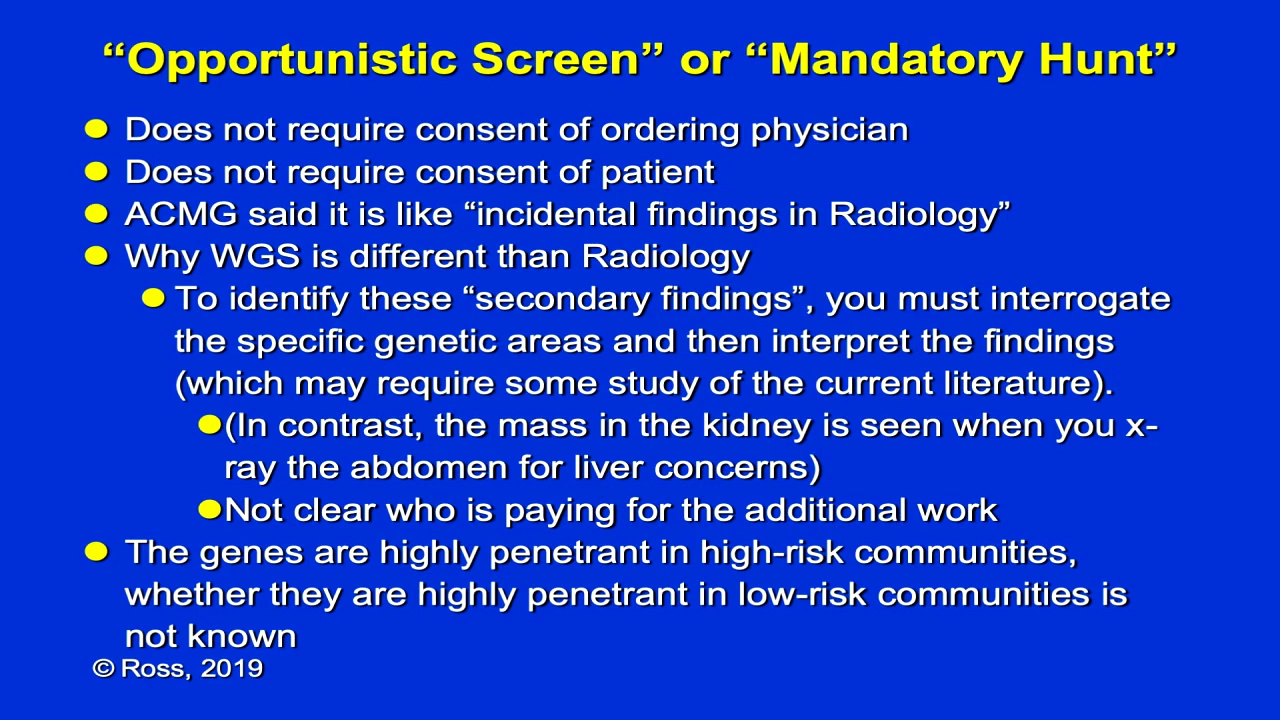 “Opportunistic Screen” or “Mandatory Hunt”
Does not require consent of ordering physician
Does not require consent of patient
ACMG said it is like “incidental findings in Radiology”
Why WGS is different than Radiology
To identify these “secondary findings”, you must interrogate
the specific genetic areas and then interpret the findings
(which may require some study of the current literature).
(In contrast, the mass in the kidney is seen when you x-
ray the abdomen for liver concerns)
Not clear who is paying for the additional work
The genes are highly penetrant in high-risk communities,
whether they are highly penetrant in low-risk communities is
not known
© Ross, 2019